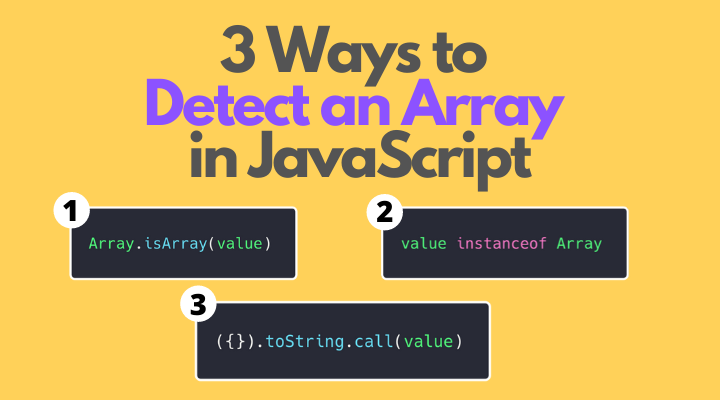 3 Ways to
Detect an Array
in JavaScript
1
Array.isArray(value)
2
value instanceof Array
3
({}).toString.call(value)